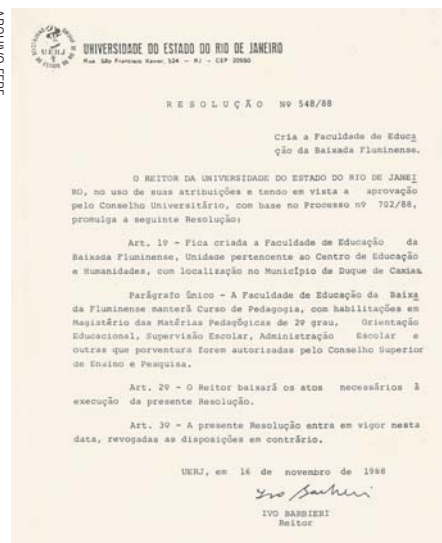 ARQUIVO FEBF
UERJ
UNIVERSIDADE DO ESTADO DO RIO DE JANEIRO
Rua São Francisco Xavier, 524 - RJ - CEP 20550
RESOLUÇÃO Nº 548/88
Cria a Faculdade de Educa
ção da Baixada Fluminense.
O REITOR DA UNIVERSIDADE DO ESTADO DO RIO DE JANEI
RO, no uso de suas atribuições e tendo em vista a aprovação
pelo Conselho Universitário, com base no Processo nº 702/88,
promulga a seguinte Resolução:
Art. 1º - Fica criada a Faculdade de Educação da
Baixada Fluminense, Unidade pertencente ao Centro de Educação
e Humanidades, com localização no Município de Duque de Caxias.
Parágrafo Único - A Faculdade de Educação da Baixa
da Fluminense manterá Curso de Pedagogia, com habilitações em
Magistério das Matérias Pedagógicas de 2º grau, Orientação
Educacional, Supervisão Escolar, Administração Escolar e
outras que porventura forem autorizadas pelo Conselho Superior
de Ensino e Pesquisa.
Art. 2º - O Reitor baixará os atos necessários à
execução da presente Resolução.
Art. 3º - A presente Resolução entra em vigor nesta
data, revogadas as disposições em contrário.
UERJ, em 16 de novembro de 1988
Ivo Barbieri
IVO BARBIERI
Reitor